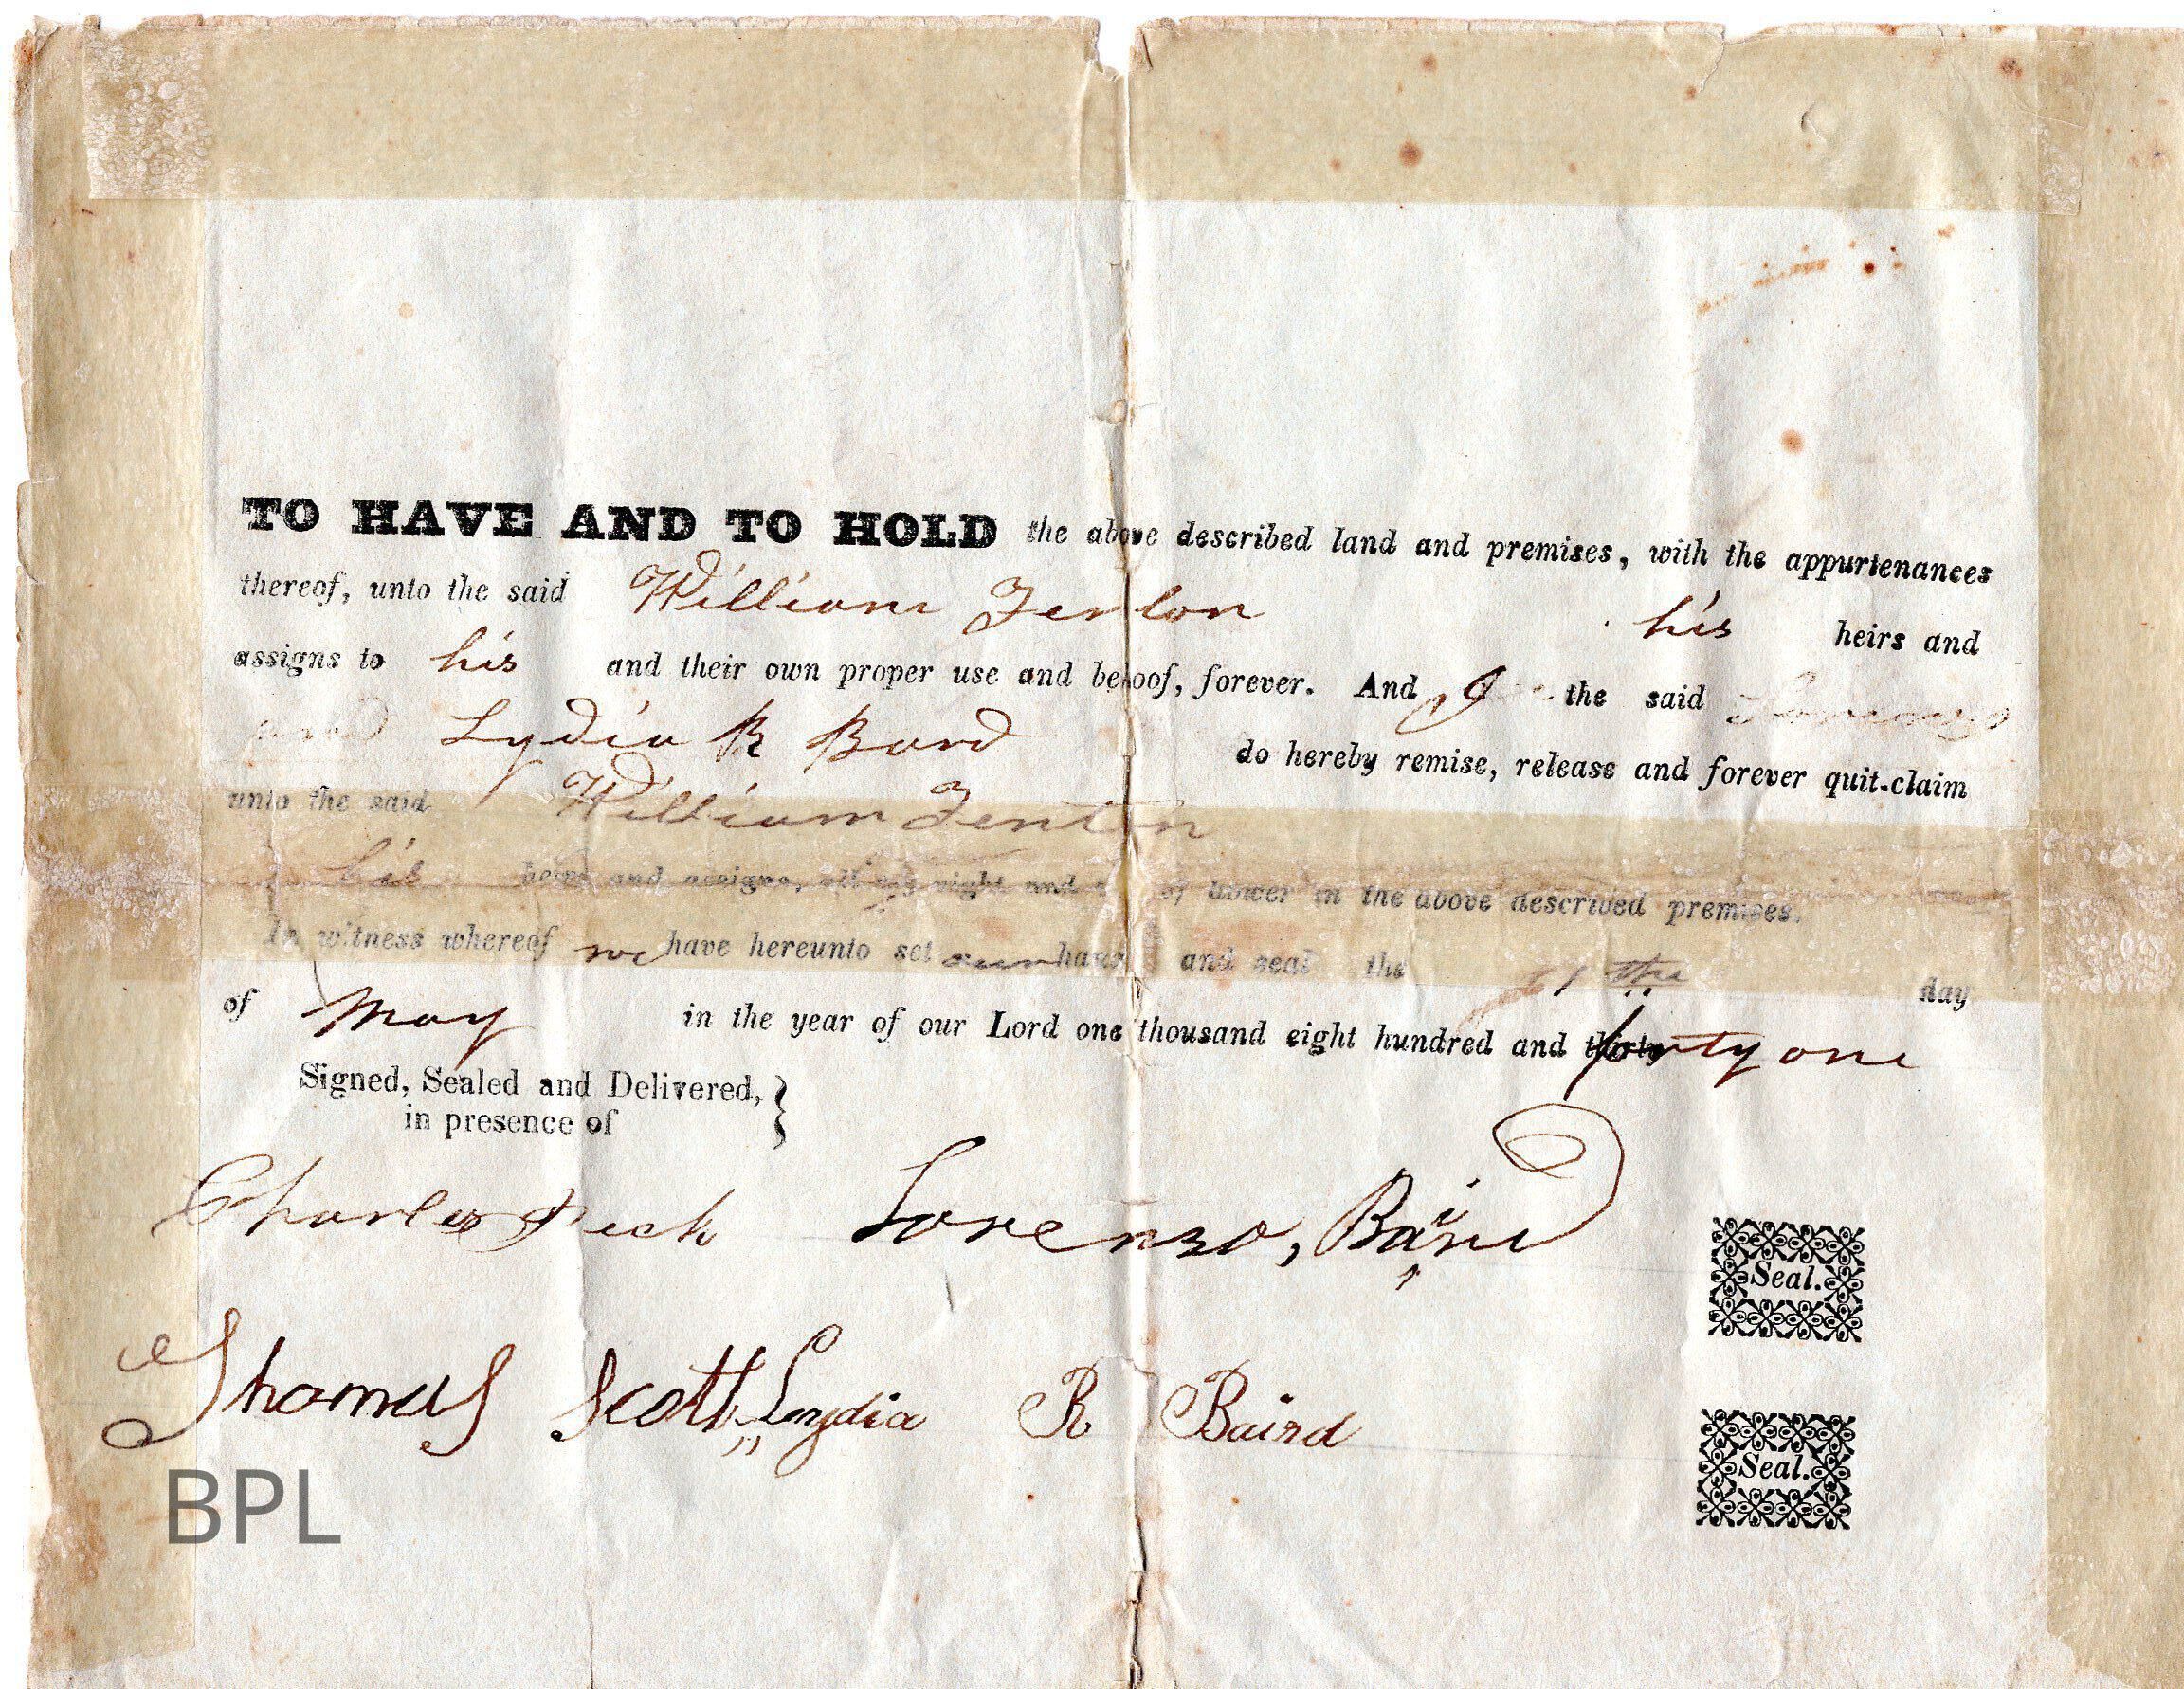 TO HAVE AND TO HOLD the above described land and premises, with the appurtenances
thereof, unto the said William Fenton his heirs and
assigns to his and their own proper use and behoof, forever. And I the said
Lydia R Bard do hereby remise, release and forever quit-claim
unto the said William Fenton
his heirs and assigns, all my right and of dower in the above described premises.
In witness whereof we have hereunto set our hand and seal the day
of May in the year of our Lord one thousand eight hundred and thirty forty one
Signed, Sealed and Delivered,
in presence of
Charles Peck Lorenzo, Baird
Seal.
Thomas Scott Lydia R Baird
Seal.
BPL